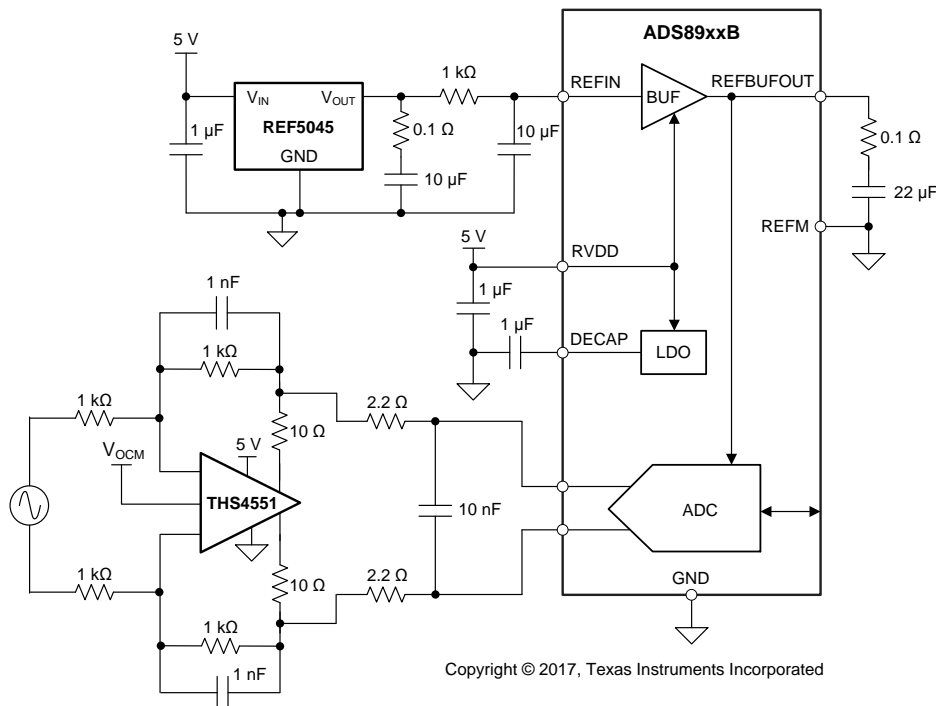 ADS89xxB
5 V
1 kΩ
REFIN
BUF
REFBUFOUT
VIN
VOUT
REF5045
GND
1 µF
0.1 Ω
10 µF
10 µF
0.1 Ω
22 µF
REFM
5 V
RVDD
1 µF
1 µF
DECAP
LDO
1 nF
1 kΩ
1 kΩ
2.2 Ω
10 Ω
VOCM
5 V
THS4551
10 nF
ADC
1 kΩ
10 Ω
2.2 Ω
GND
1 kΩ
1 nF
Copyright © 2017, Texas Instruments Incorporated